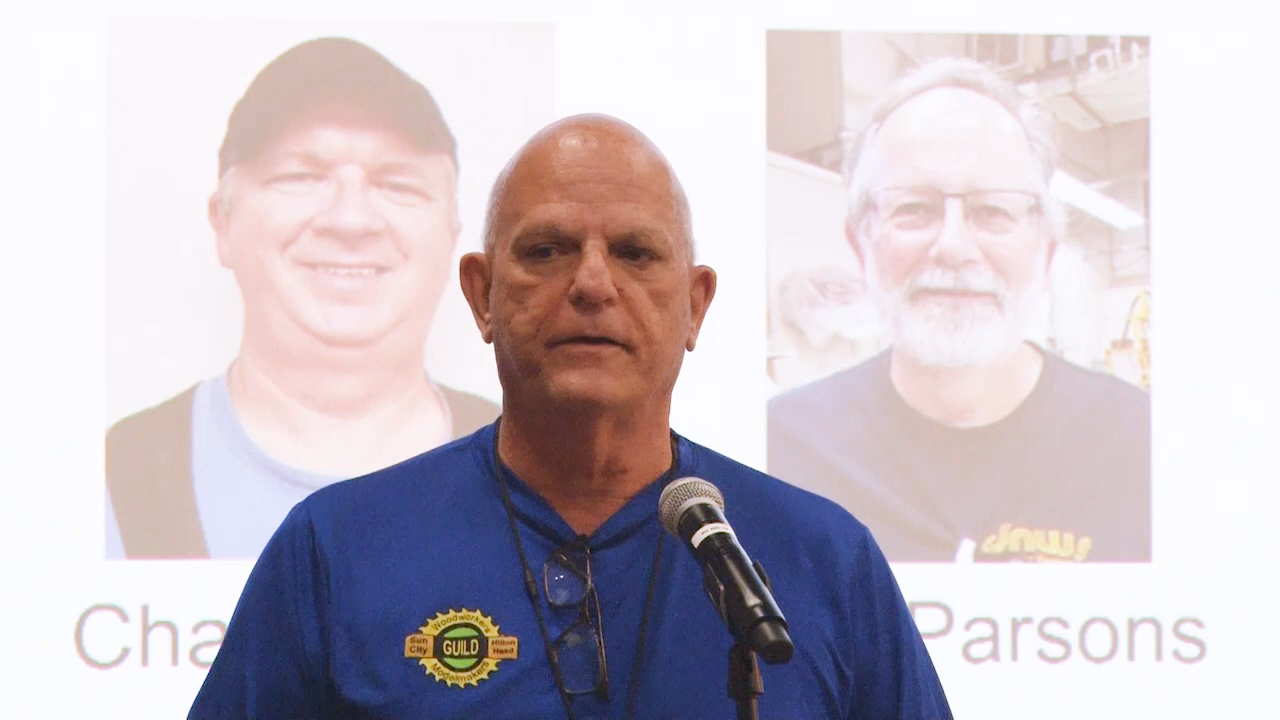 Woodworkers
Sun City
GUILD
Hilton Head
Modelmakers
Cha
Parsons